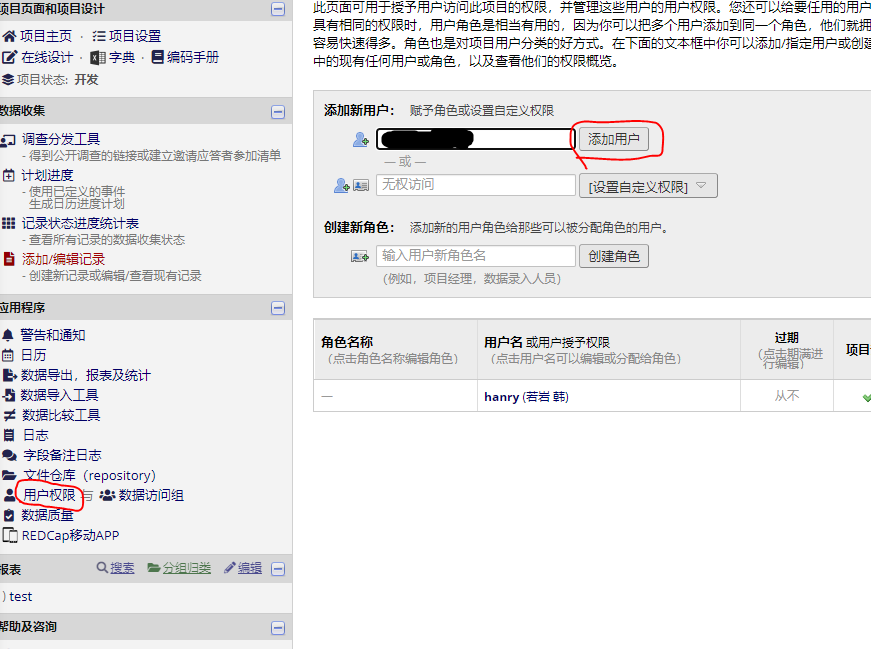 项目页面和项目设计
项目主页 · 项目设置
在线设计 · 字典 · 编码手册
项目状态: 开发
数据收集
调查分发工具
- 得到公开调查的链接或建立邀请应答者参加清单
计划进度
- 使用已定义的事件
生成日历进度计划
记录状态进度统计表
- 查看所有记录的数据收集状态
添加/编辑记录
- 创建新记录或编辑/查看现有记录
应用程序
警告和通知
日历
数据导出，报表及统计
数据导入工具
数据比较工具
日志
字段备注日志
文件仓库（repository）
用户权限 与 数据访问组
数据质量
REDCap移动APP
报表 搜索 分组归类 编辑
) test
帮助及咨询
此页面可用于授予用户访问此项目的权限，并管理这些用户的用户权限。您还可以给要任用的用户
具有相同的权限时，用户角色是相当有用的，因为你可以把多个用户添加到同一个角色，他们就拥
容易快速得多。角色也是对项目用户分类的好方式。在下面的文本框中你可以添加/指定用户或创建
中的现有任何用户或角色，以及查看他们的权限概览。
添加新用户： 赋予角色或设置自定义权限
添加用户
— 或 —
无权访问 [设置自定义权限]
创建新角色： 添加新的用户角色给那些可以被分配角色的用户。
输入用户新角色名 创建角色
(例如，项目经理，数据录入人员)
角色名称
（点击角色名称编辑角色）
用户名 或用户授予权限
（点击用户名可以编辑或分配给角色）
过期
（点击期满进行编辑）
项目
—
hanry (若岩 韩)
从不